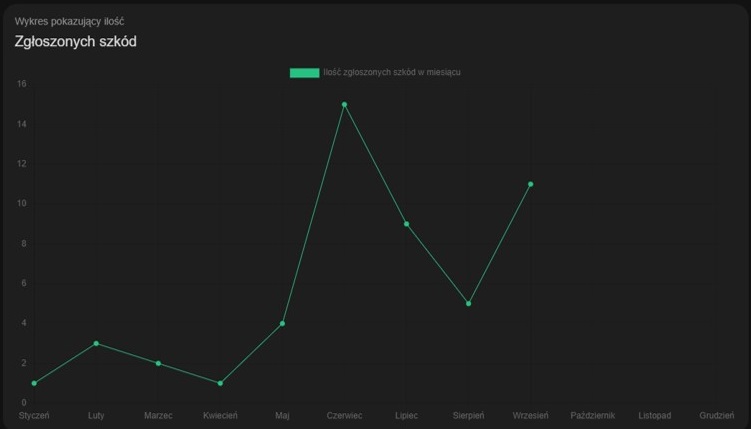 Wykres pokazujący ilość
Zgłoszonych szkód
Ilość zgłoszonych szkód w miesiącu
16
14
12
10
8
6
4
2
0
Styczeń Luty Marzec Kwiecień Maj Czerwiec Lipiec Sierpień Wrzesień Październik Listopad Grudzień